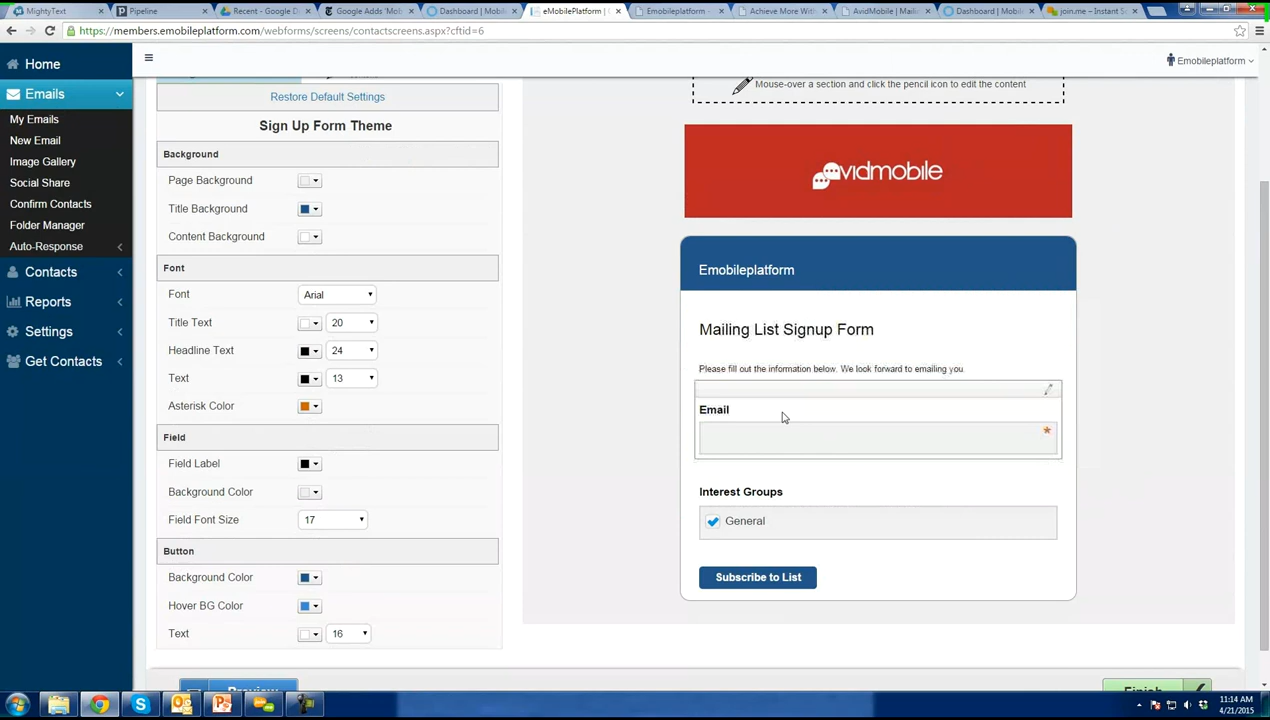 MightyText
Pipeline
Recent - Google D
Google Adds 'Mob
Dashboard | Mobil
eMobilePlatform | C
Emobileplatform
Achieve More With
AvidMobile | Mailin
Dashboard | Mobil
join.me – Instant S
https://members.emobileplatform.com/webforms/screens/contactscreens.aspx?cftid=6
Home
Emobileplatform
Emails
My Emails
New Email
Image Gallery
Social Share
Confirm Contacts
Folder Manager
Auto-Response
Contacts
Reports
Settings
Get Contacts
Restore Default Settings
Sign Up Form Theme
Background
Page Background
Title Background
Content Background
Font
Font Arial
Title Text 20
Headline Text 24
Text 13
Asterisk Color
Field
Field Label
Background Color
Field Font Size 17
Button
Background Color
Hover BG Color
Text 16
Preview
Mouse-over a section and click the pencil icon to edit the content
avidmobile
Emobileplatform
Mailing List Signup Form
Please fill out the information below. We look forward to emailing you.
Email
*
Interest Groups
General
Subscribe to List
Finish
11:14 AM
4/21/2015